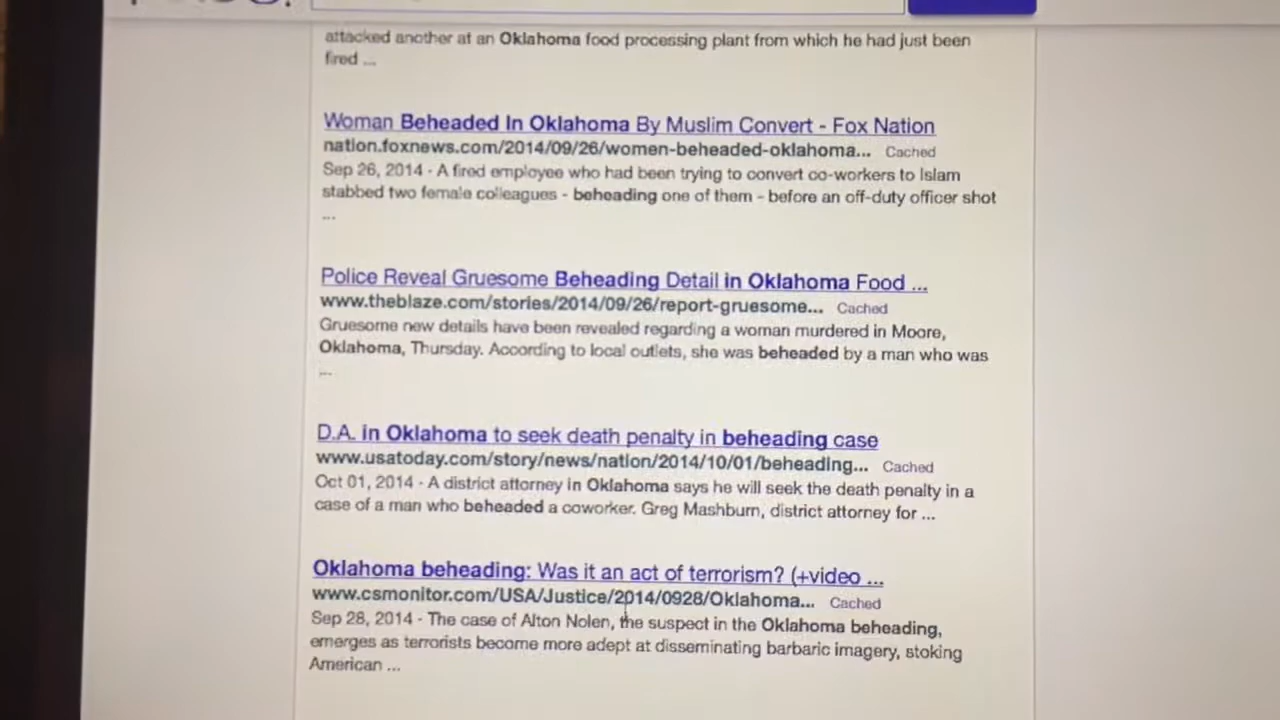 attacked another at an Oklahoma food processing plant from which he had just been
fired ...
Woman Beheaded In Oklahoma By Muslim Convert - Fox Nation
nation.foxnews.com/2014/09/26/women-beheaded-oklahoma... Cached
Sep 26, 2014 · A fired employee who had been trying to convert co-workers to Islam
stabbed two female colleagues - beheading one of them – before an off-duty officer shot
...
Police Reveal Gruesome Beheading Detail in Oklahoma Food ...
www.theblaze.com/stories/2014/09/26/report-gruesome... Cached
Gruesome new details have been revealed regarding a woman murdered in Moore,
Oklahoma, Thursday. According to local outlets, she was beheaded by a man who was
...
D.A. in Oklahoma to seek death penalty in beheading case
www.usatoday.com/story/news/nation/2014/10/01/beheading... Cached
Oct 01, 2014 · A district attorney in Oklahoma says he will seek the death penalty in a
case of a man who beheaded a coworker. Greg Mashburn, district attorney for ...
Oklahoma beheading: Was it an act of terrorism? (+video ...
www.csmonitor.com/USA/Justice/2014/0928/Oklahoma... Cached
Sep 28, 2014 · The case of Alton Nolen, the suspect in the Oklahoma beheading,
emerges as terrorists become more adept at disseminating barbaric imagery, stoking
American ...